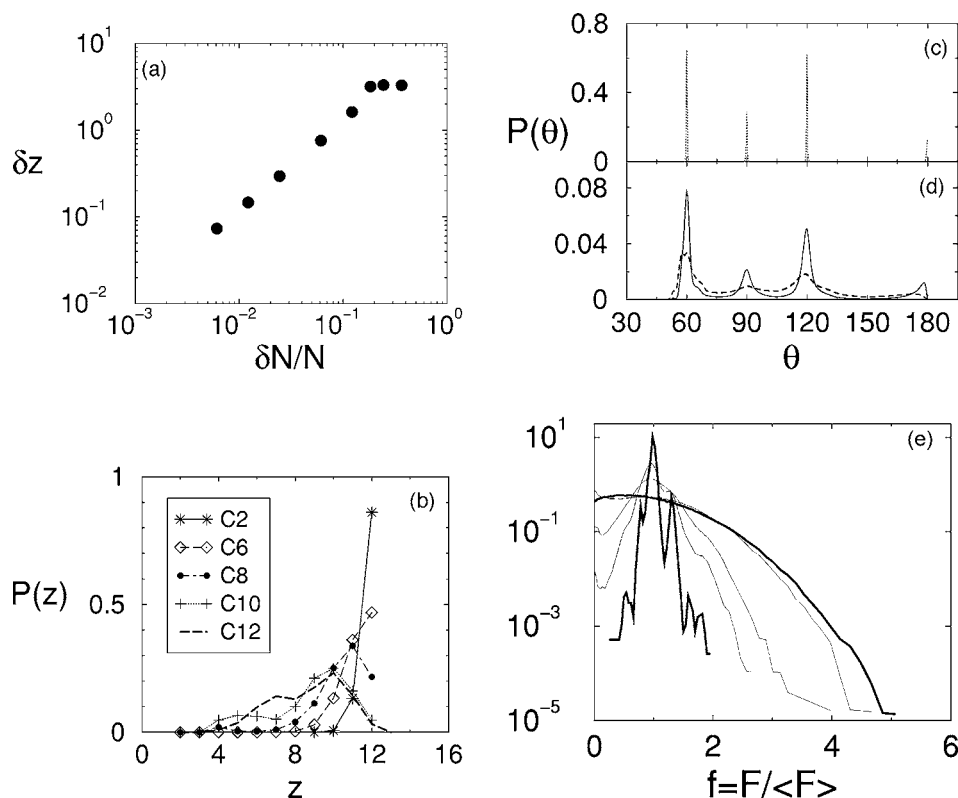 (a)
10^1
10^0
10^-1
10^-2
δz
10^-3
10^-2
10^-1
10^0
δN/N
(c)
0.8
0.4
0
P(θ)
(d)
0.08
0.04
0
30
60
90
120
150
180
195
θ
(b)
1
0.5
0
P(z)
C2
C6
C8
C10
C12
0
4
8
12
16
z
(e)
10^1
10^-1
10^-3
10^-5
0
2
4
6
f=F/<F>